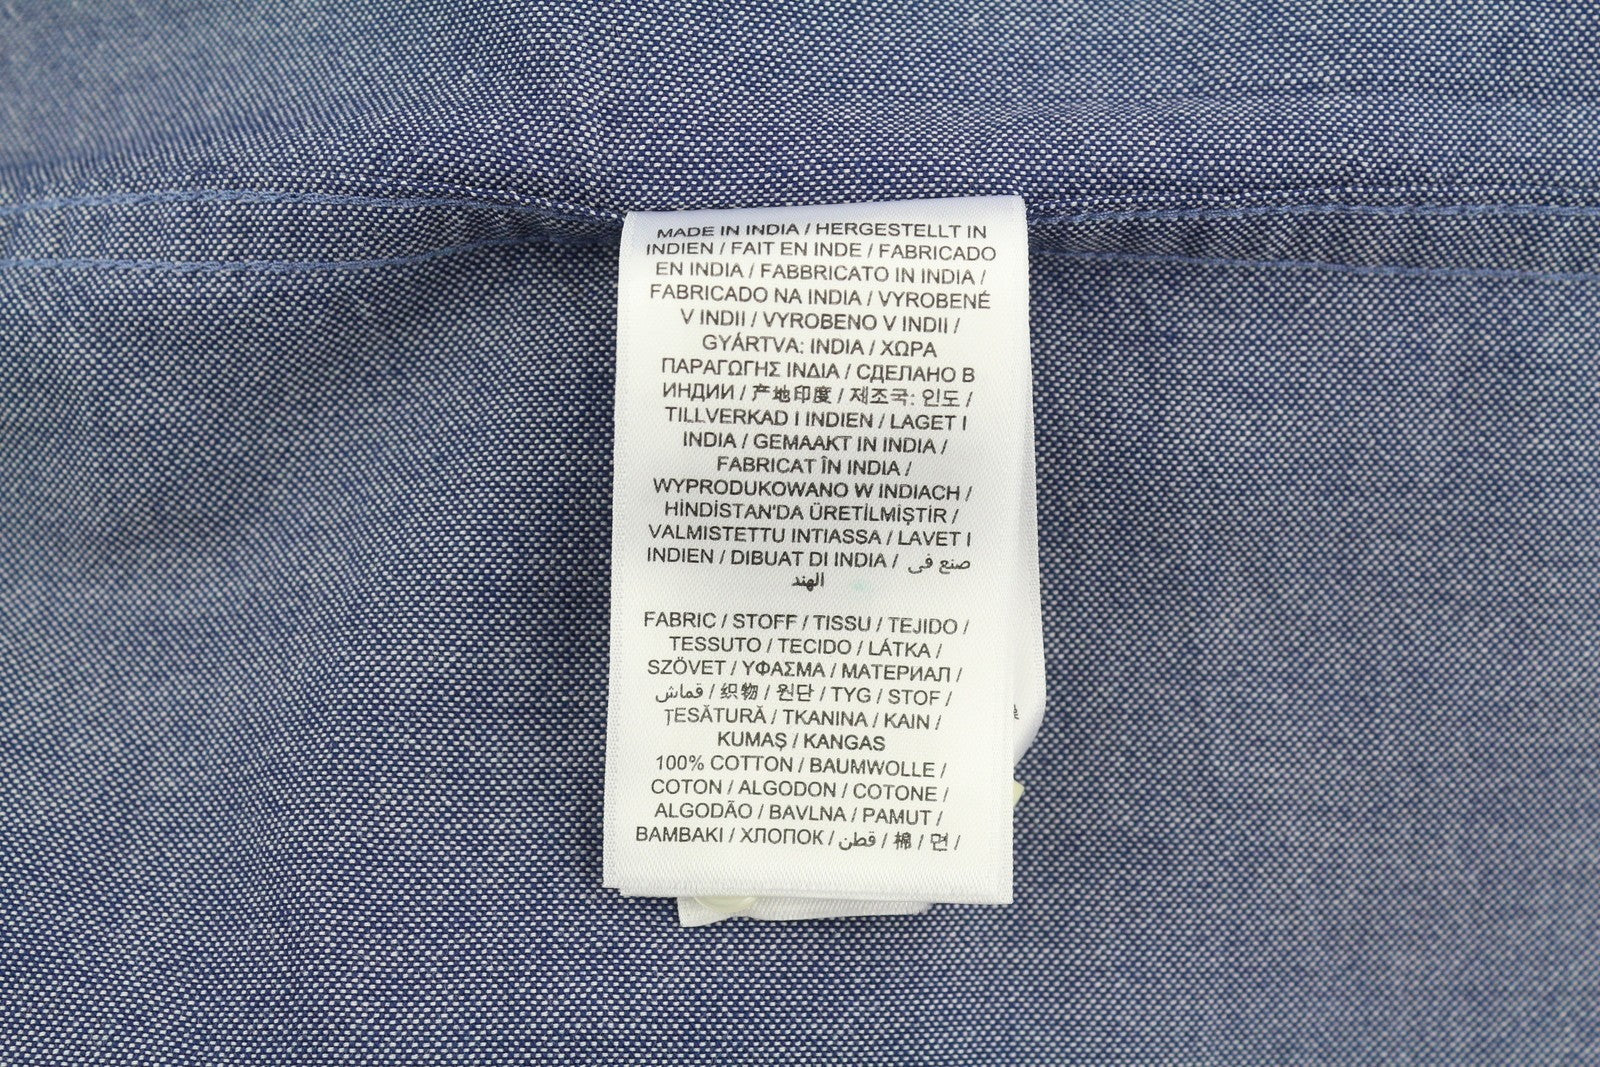 MADE IN INDIA / HERGESTELLT IN
INDIEN / FAIT EN INDE / FABRICADO
EN INDIA / FABBRICATO IN INDIA /
FABRICADO NA INDIA / VYROBENÉ
V INDII / VYROBENO V INDII /
GYÁRTVA: INDIA / ΧΩΡΑ
ΠΑΡΑΓΩΓΗΣ ΙΝΔΙΑ / СДЕЛАНО В
ИНДИИ / 产地印度 / 제조국: 인도 /
TILLVERKAD I INDIEN / LAGET I
INDIA / GEMAAKT IN INDIA /
FABRICAT ÎN INDIA /
WYPRODUKOWANO W INDIACH /
HİNDİSTAN'DA ÜRETİLMİŞTİR /
VALMISTETTU INTIASSA / LAVET I
INDIEN / DIBUAT DI INDIA / صنع في
الهند
FABRIC / STOFF / TISSU / TEJIDO /
TESSUTO / TECIDO / LÁTKA /
SZÖVET / ΥΦΑΣΜΑ / МАТЕРИАЛ /
قماش / 织物 / 원단 / TYG / STOF /
ȚESĂTURĂ / TKANINA / KAIN /
KUMAŞ / KANGAS
100% COTTON / BAUMWOLLE /
COTON / ALGODON / COTONE /
ALGODÃO / BAVLNA / PAMUT /
ΒΑΜΒΑΚΙ / ХЛОПОК / قطن / 棉 / 면 /